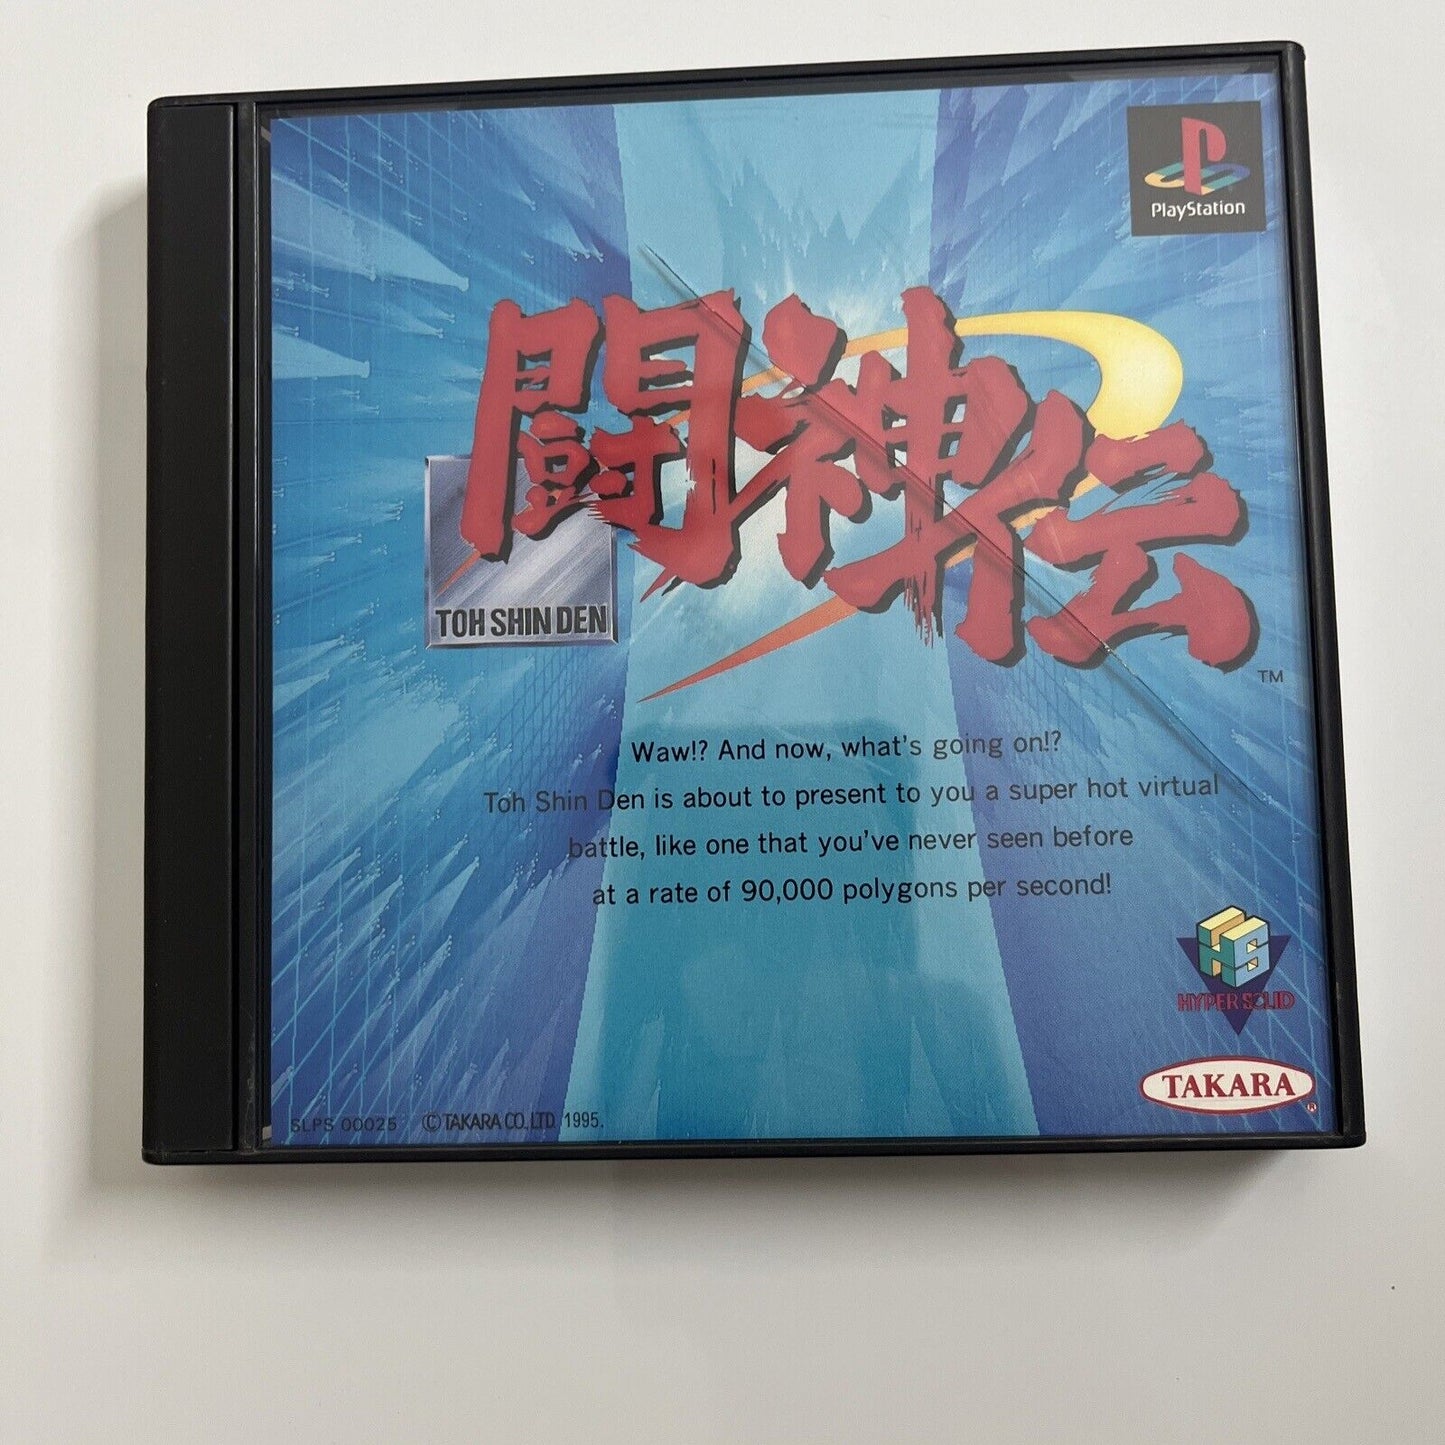 PlayStation
闘神伝
TOH SHIN DEN
TM
Waw!? And now, what's going on!?
Toh Shin Den is about to present to you a super hot virtual
battle, like one that you've never seen before
at a rate of 90,000 polygons per second!
HS
HYPER SOLID
TAKARA
®
SLPS 00025 ©TAKARA CO.,LTD. 1995.